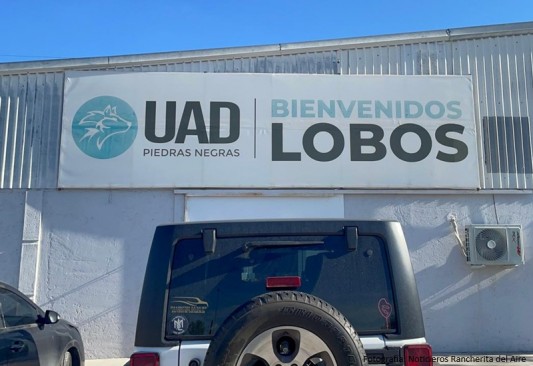 UAD
PIEDRAS NEGRAS
BIENVENIDOS
LOBOS
Fotografía: Noticieros Rancherita del Aire